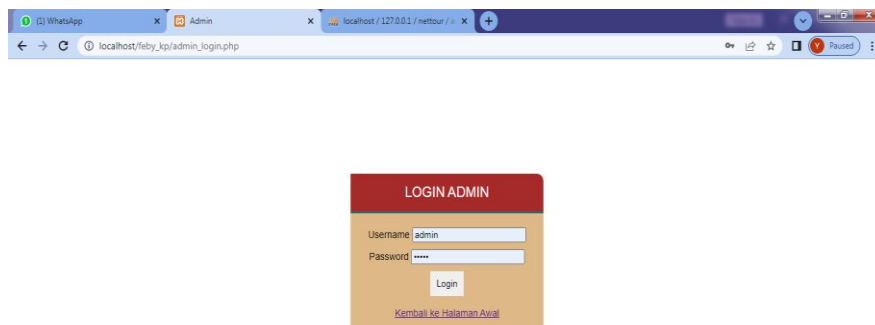 (1) WhatsApp
Admin
localhost / 127.0.0.1 / nettour / a
localhost/feby_kp/admin_login.php
Y Paused
LOGIN ADMIN
Username admin
Password •••••
Login
Kembali ke Halaman Awal